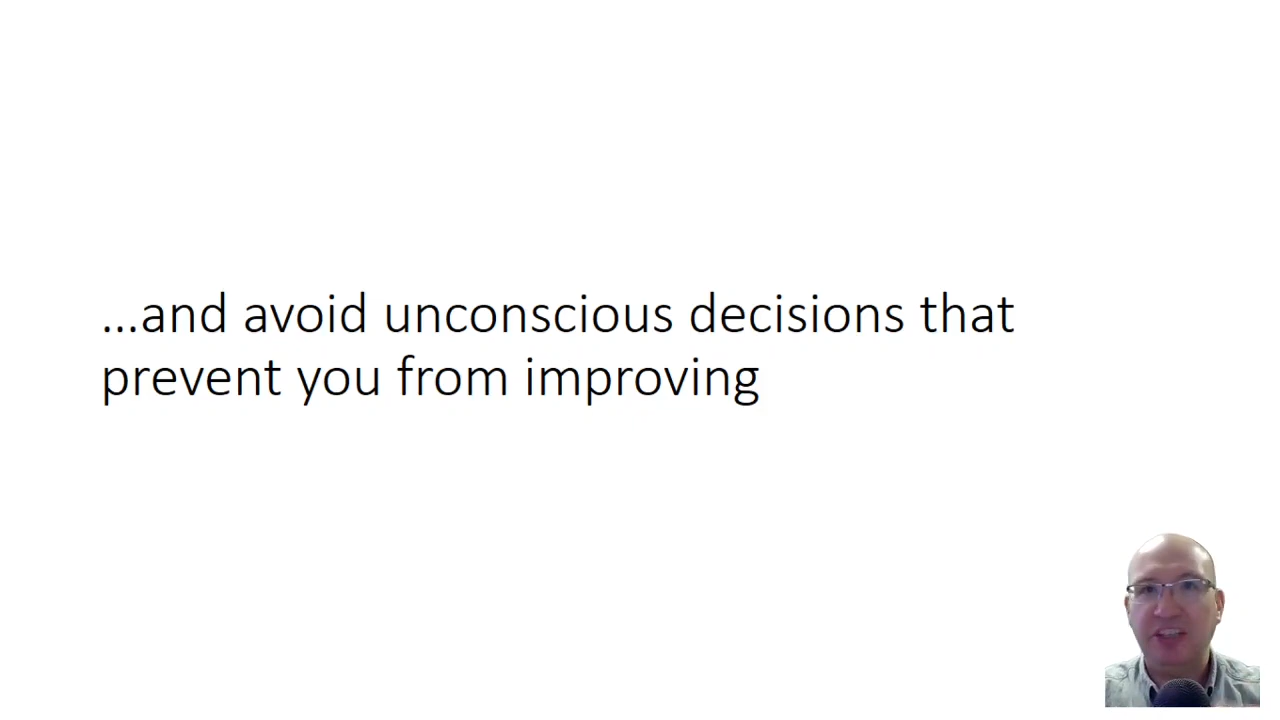 ...and avoid unconscious decisions that
prevent you from improving